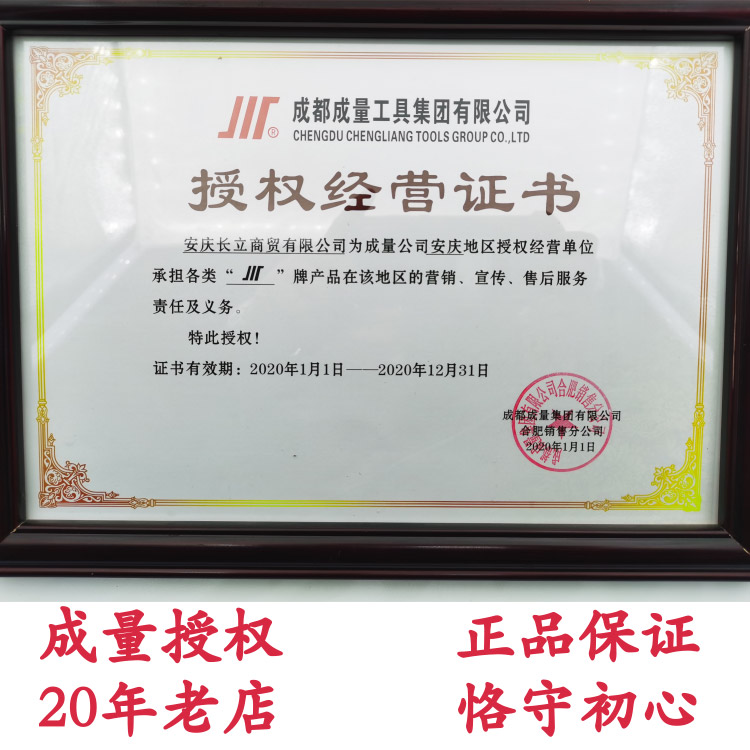 成都成量工具集团有限公司
®
CHENGDU CHENGLIANG TOOLS GROUP CO.,LTD
授权经营证书
安庆长立商贸有限公司为成量公司安庆地区授权经营单位
承担各类“ ”牌产品在该地区的营销、宣传、售后服务
责任及义务。
特此授权!
证书有效期：2020年1月1日——2020年12月31日
成都成量集团有限公司
合肥销售分公司
2020年1月1日
成量授权 正品保证
20年老店 恪守初心